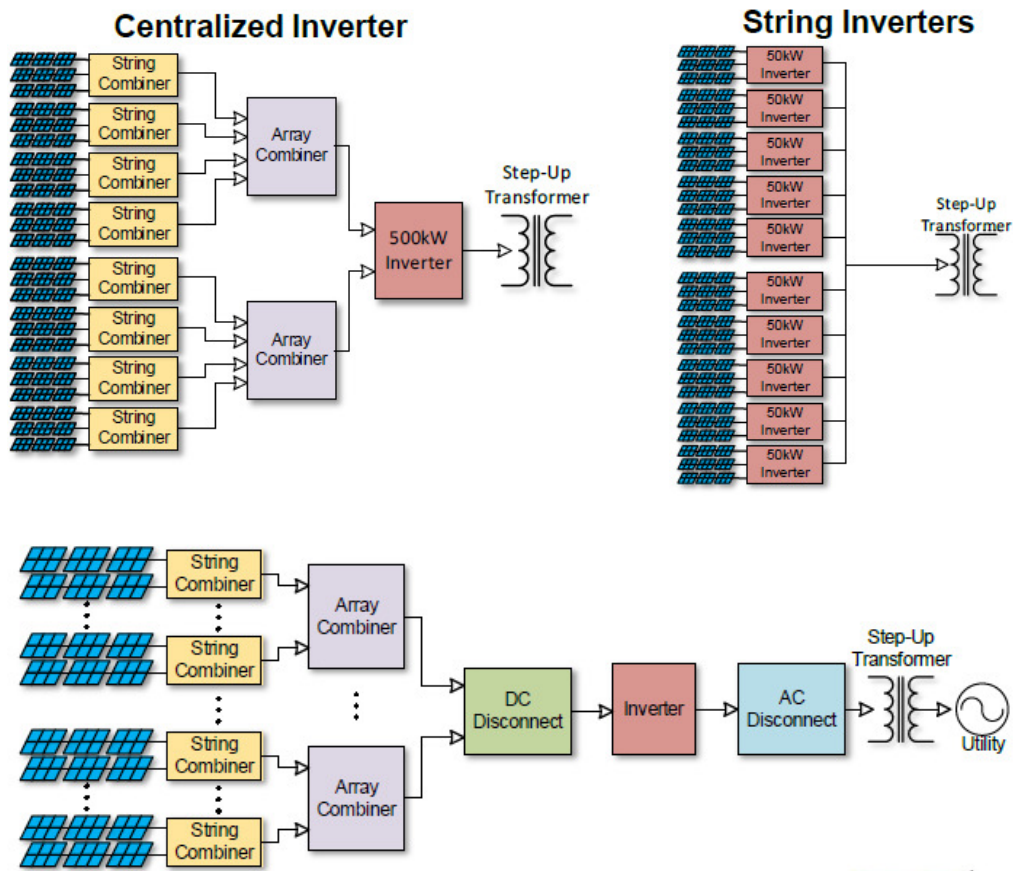 Centralized Inverter
String
Combiner
String
Combiner
String
Combiner
String
Combiner
String
Combiner
String
Combiner
String
Combiner
String
Combiner
Array
Combiner
Array
Combiner
500kW
Inverter
Step-Up
Transformer
String Inverters
50kW
Inverter
50kW
Inverter
50kW
Inverter
50kW
Inverter
50kW
Inverter
50kW
Inverter
50kW
Inverter
50kW
Inverter
50kW
Inverter
50kW
Inverter
Step-Up
Transformer
String
Combiner
String
Combiner
String
Combiner
String
Combiner
Array
Combiner
Array
Combiner
DC
Disconnect
Inverter
AC
Disconnect
Step-Up
Transformer
Utility